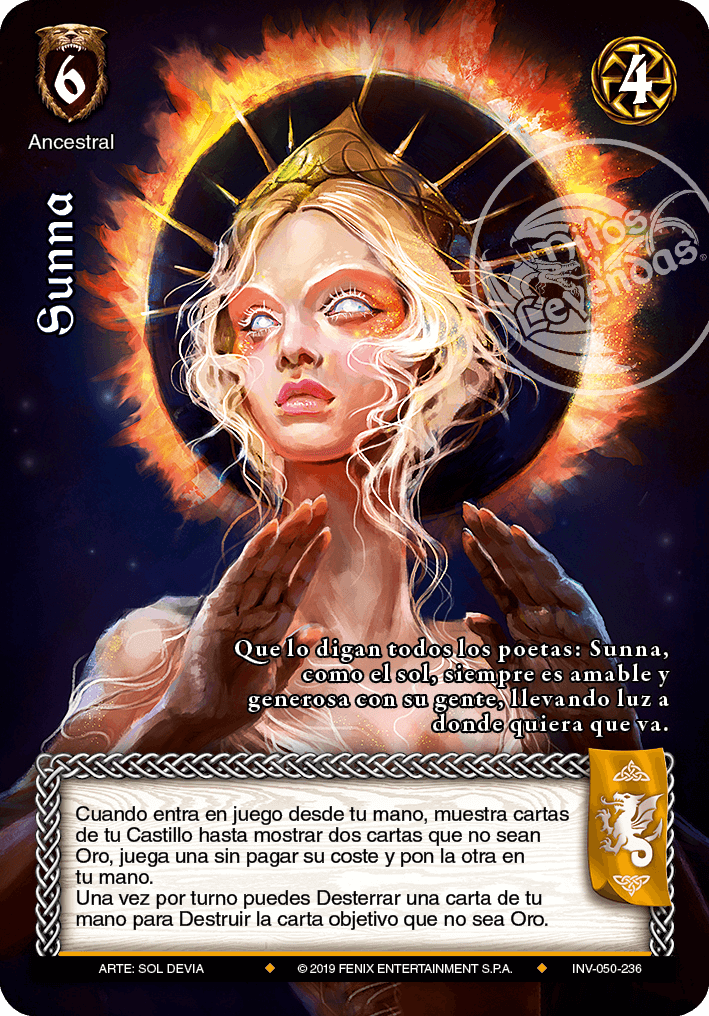 6
4
Ancestral
Mitos
Leyendas
Sunna
Que lo digan todos los poetas: Sunna,
como el sol, siempre es amable y
generosa con su gente, llevando luz a
donde quiera que va.
Cuando entra en juego desde tu mano, muestra cartas
de tu Castillo hasta mostrar dos cartas que no sean
Oro, juega una sin pagar su coste y pon la otra en
tu mano.
Una vez por turno puedes Desterrar una carta de tu
mano para Destruir la carta objetivo que no sea Oro.
ARTE: SOL DEVIA ◆ © 2019 FENIX ENTERTAINMENT S.P.A. ◆ INV-050-236